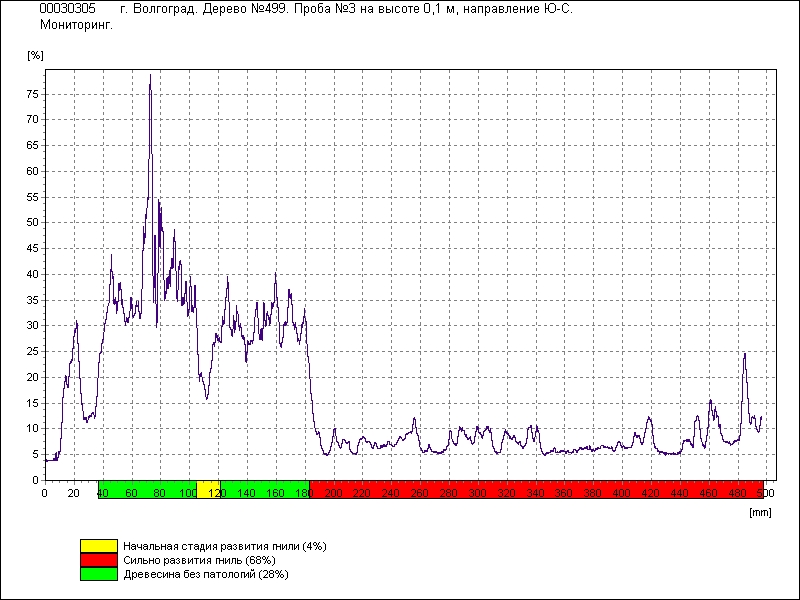 00030305 г. Волгоград. Дерево №499. Проба №3 на высоте 0,1 м, направление Ю-С.
Мониторинг.
[%]
75
70
65
60
55
50
45
40
35
30
25
20
15
10
5
0
0 20 40 60 80 100 120 140 160 180 200 220 240 260 280 300 320 340 360 380 400 420 440 460 480 500
[mm]
Начальная стадия развития гнили (4%)
Сильно развития гниль (68%)
Древесина без патологий (28%)